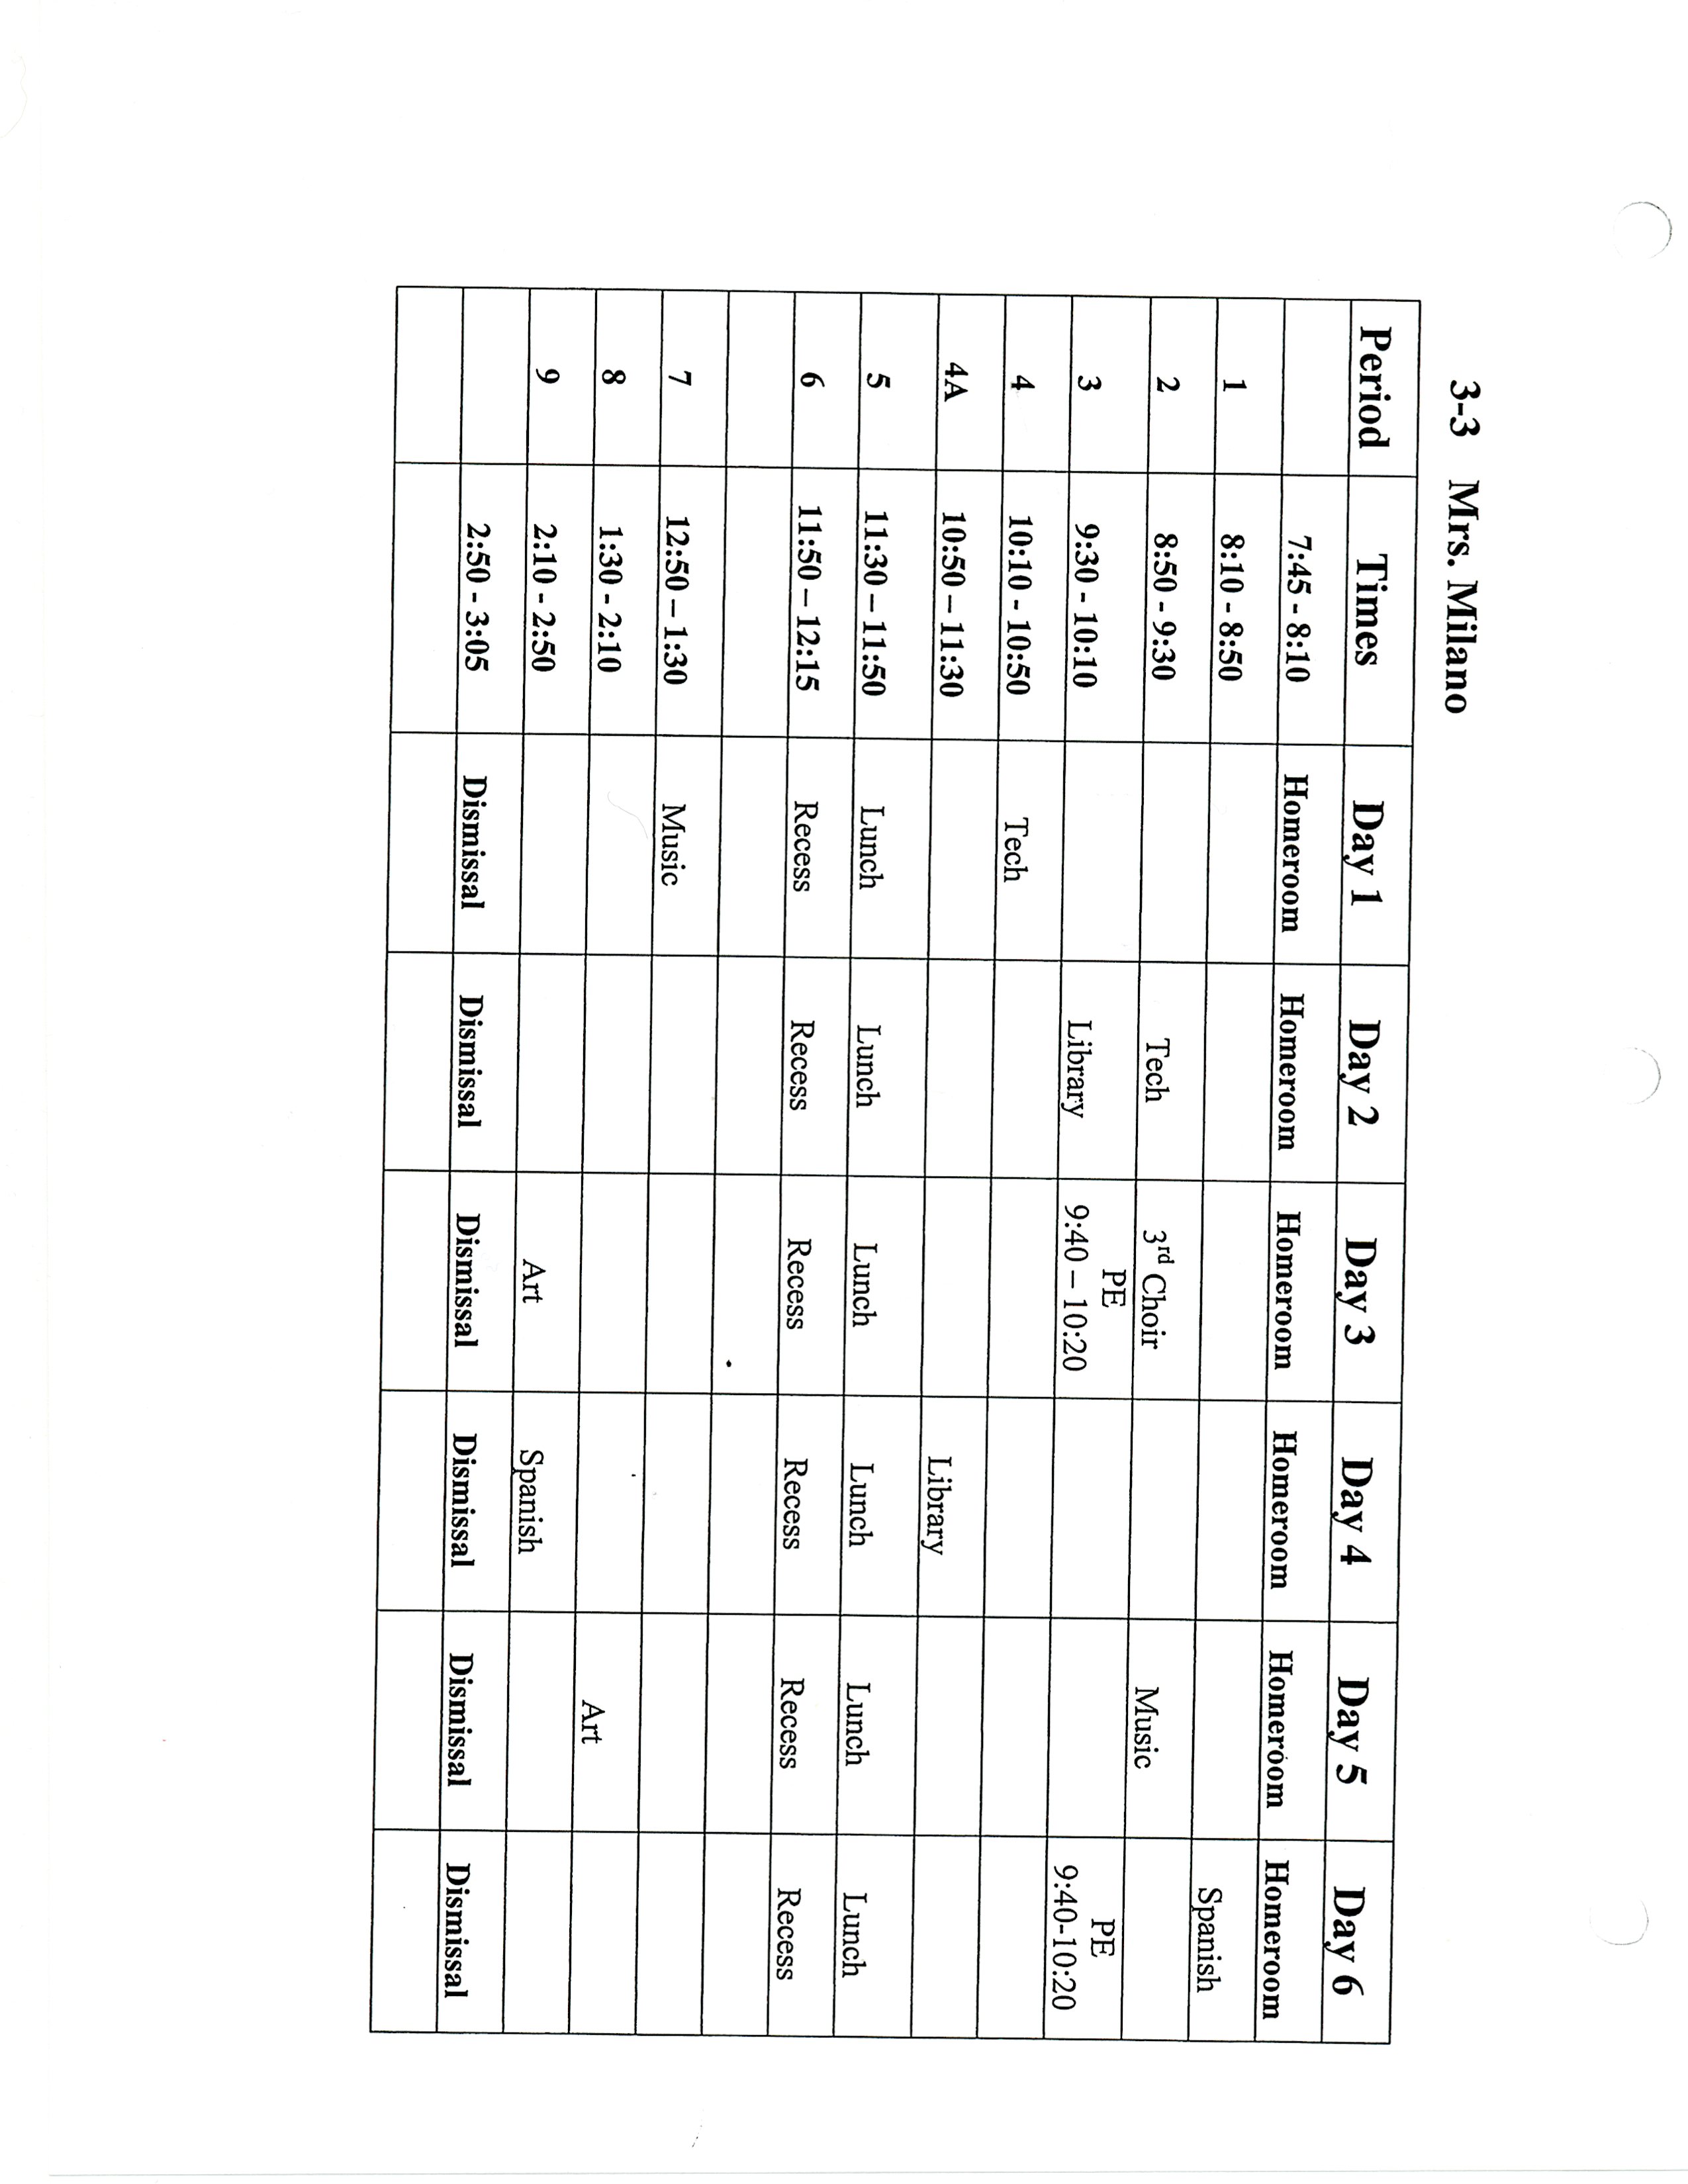 3-3 Mrs. Milano
Period Times Day 1 Day 2 Day 3 Day 4 Day 5 Day 6
7:45 - 8:10 Homeroom Homeroom Homeroom Homeroom Homeroom Homeroom
1 8:10 - 8:50 Spanish
2 8:50 - 9:30 Tech 3rd Choir Music
3 9:30 - 10:10 Library PE 9:40 – 10:20 PE 9:40-10:20
4 10:10 - 10:50 Tech
4A 10:50 – 11:30 Library
5 11:30 – 11:50 Lunch Lunch Lunch Lunch Lunch Lunch
6 11:50 – 12:15 Recess Recess Recess Recess Recess Recess
7 12:50 – 1:30 Music
8 1:30 - 2:10 Art
9 2:10 - 2:50 Art Spanish
2:50 - 3:05 Dismissal Dismissal Dismissal Dismissal Dismissal Dismissal